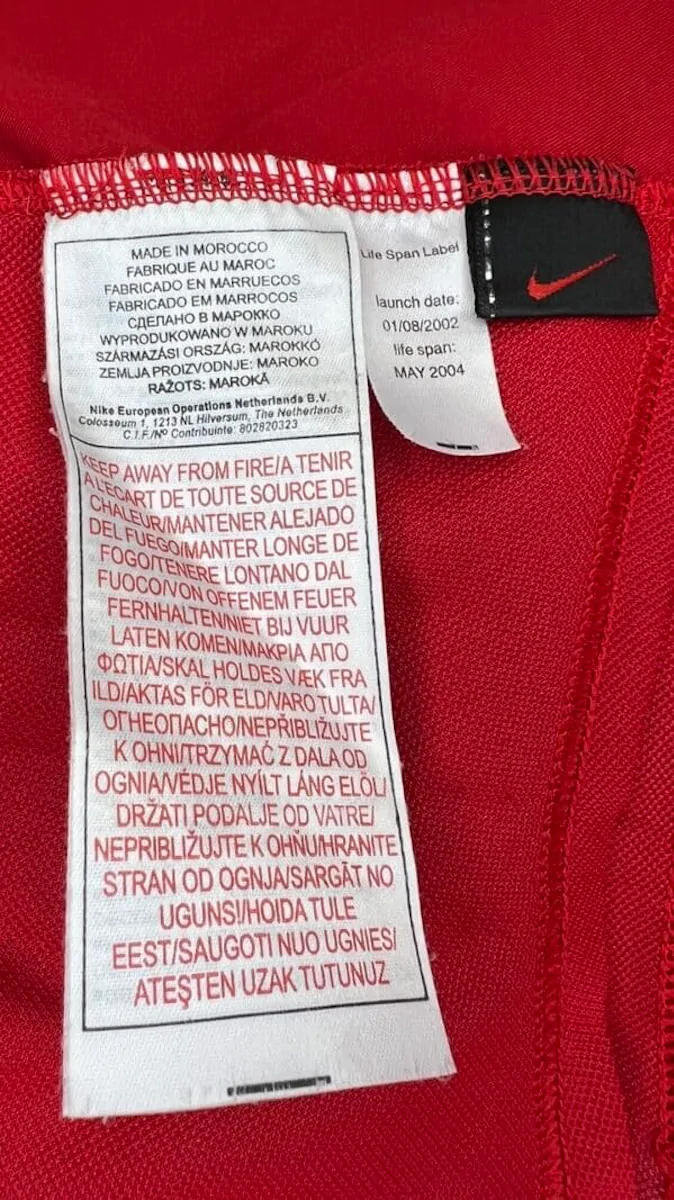 MADE IN MOROCCO
FABRIQUE AU MAROC
FABRICADO EN MARRUECOS
FABRICADO EM MARROCOS
СДЕЛАНО В МАРОККО
WYPRODUKOWANO W MAROKU
SZÁRMAZÁSI ORSZÁG: MAROKKÓ
ZEMLJA PROIZVODNJE: MAROKO
RAŽOTS: MAROKĀ
Nike European Operations Netherlands B.V.
Colosseum 1, 1213 NL Hilversum, The Netherlands
C.I.F./Nº Contribuinte: 802820323
KEEP AWAY FROM FIRE/A TENIR
A L'ECART DE TOUTE SOURCE DE
CHALEUR/MANTENER ALEJADO
DEL FUEGO/MANTER LONGE DE
FOGO/TENERE LONTANO DAL
FUOCO/VON OFFENEM FEUER
FERNHALTEN/NIET BIJ VUUR
LATEN KOMEN/ΜΑΚΡΙΑ ΑΠΟ
ΦΩΤΙΑ/SKAL HOLDES VÆK FRA
ILD/AKTAS FÖR ELD/VARO TULTA/
ОГНЕОПАСНО/NEPŘIBLIŽUJTE
K OHNI/TRZYMAĆ Z DALA OD
OGNIA/VÉDJE NYÍLT LÁNG ELÖL/
DRŽATI PODALJE OD VATRE/
NEPRIBLIŽUJTE K OHŇU/HRANITE
STRAN OD OGNJA/SARGĀT NO
UGUNS!/HOIDA TULE
EEST/SAUGOTI NUO UGNIES/
ATEŞTEN UZAK TUTUNUZ
Life Span Label
launch date:
01/08/2002
life span:
MAY 2004